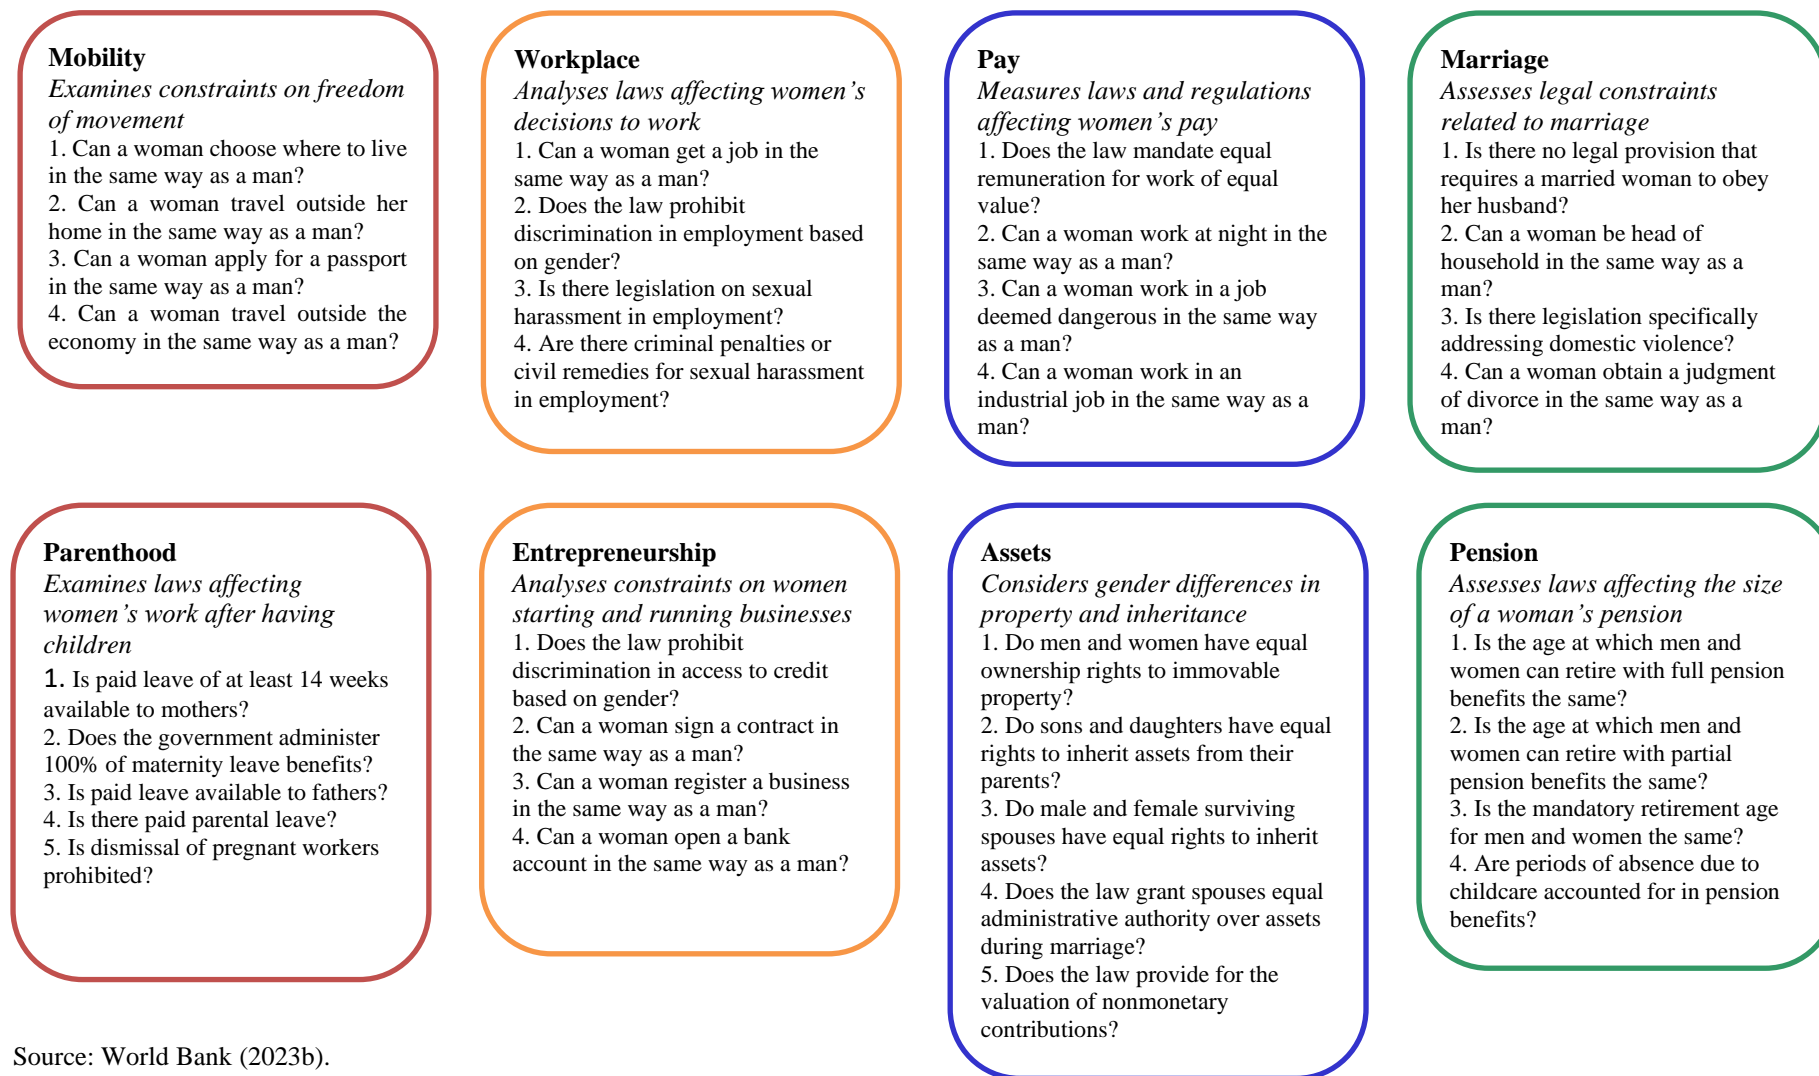 Mobility
Examines constraints on freedom
of movement
1. Can a woman choose where to live
in the same way as a man?
2. Can a woman travel outside her
home in the same way as a man?
3. Can a woman apply for a passport
in the same way as a man?
4. Can a woman travel outside the
economy in the same way as a man?
Workplace
Analyses laws affecting women's
decisions to work
1. Can a woman get a job in the
same way as a man?
2. Does the law prohibit
discrimination in employment based
on gender?
3. Is there legislation on sexual
harassment in employment?
4. Are there criminal penalties or
civil remedies for sexual harassment
in employment?
Pay
Measures laws and regulations
affecting women's pay
1. Does the law mandate equal
remuneration for work of equal
value?
2. Can a woman work at night in the
same way as a man?
3. Can a woman work in a job
deemed dangerous in the same way
as a man?
4. Can a woman work in an
industrial job in the same way as a
man?
Marriage
Assesses legal constraints
related to marriage
1. Is there no legal provision that
requires a married woman to obey
her husband?
2. Can a woman be head of
household in the same way as a
man?
3. Is there legislation specifically
addressing domestic violence?
4. Can a woman obtain a judgment
of divorce in the same way as a
man?
Parenthood
Examines laws affecting
women's work after having
children
1. Is paid leave of at least 14 weeks
available to mothers?
2. Does the government administer
100% of maternity leave benefits?
3. Is paid leave available to fathers?
4. Is there paid parental leave?
5. Is dismissal of pregnant workers
prohibited?
Entrepreneurship
Analyses constraints on women
starting and running businesses
1. Does the law prohibit
discrimination in access to credit
based on gender?
2. Can a woman sign a contract in
the same way as a man?
3. Can a woman register a business
in the same way as a man?
4. Can a woman open a bank
account in the same way as a man?
Assets
Considers gender differences in
property and inheritance
1. Do men and women have equal
ownership rights to immovable
property?
2. Do sons and daughters have equal
rights to inherit assets from their
parents?
3. Do male and female surviving
spouses have equal rights to inherit
assets?
4. Does the law grant spouses equal
administrative authority over assets
during marriage?
5. Does the law provide for the
valuation of nonmonetary
contributions?
Pension
Assesses laws affecting the size
of a woman's pension
1. Is the age at which men and
women can retire with full pension
benefits the same?
2. Is the age at which men and
women can retire with partial
pension benefits the same?
3. Is the mandatory retirement age
for men and women the same?
4. Are periods of absence due to
childcare accounted for in pension
benefits?
Source: World Bank (2023b).